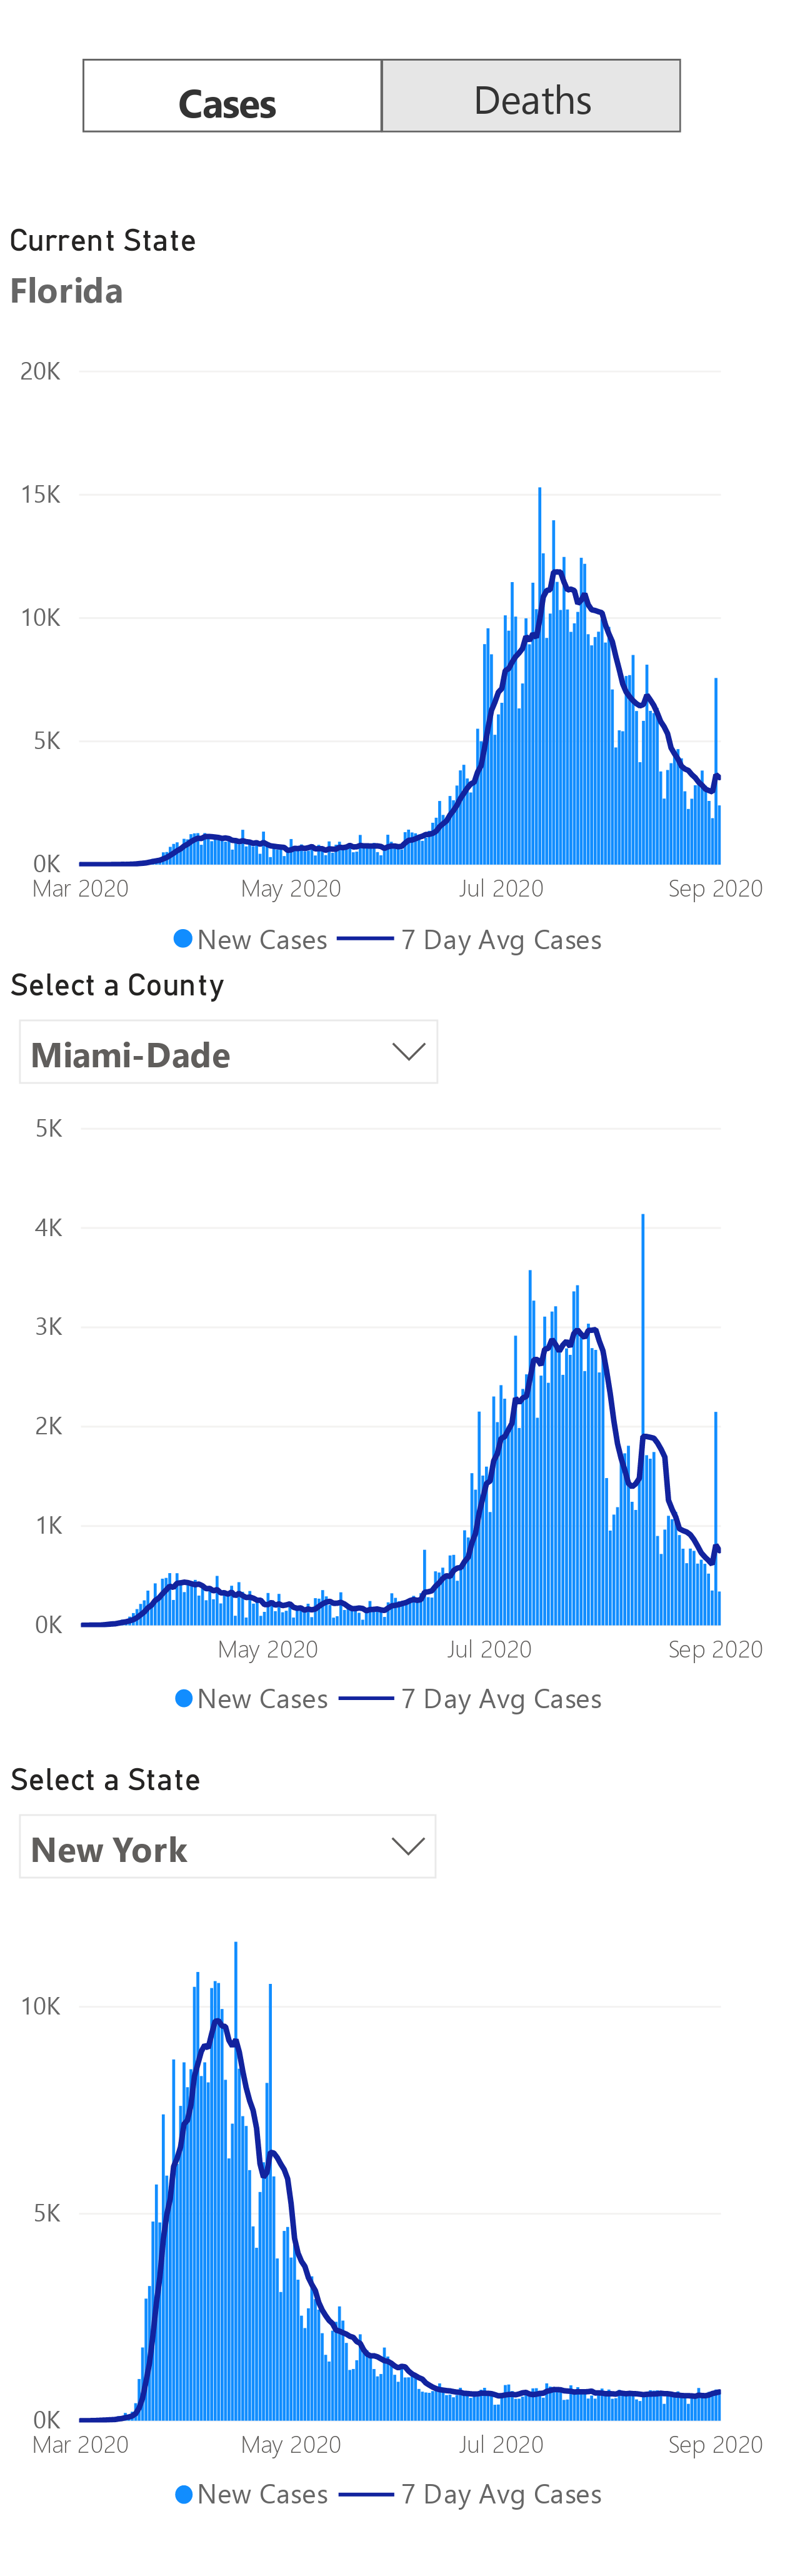 Cases Deaths
Current State
Florida
20K
15K
10K
5K
0K
Mar 2020 May 2020 Jul 2020 Sep 2020
New Cases 7 Day Avg Cases
Select a County
Miami-Dade
5K
4K
3K
2K
1K
0K
May 2020 Jul 2020 Sep 2020
New Cases 7 Day Avg Cases
Select a State
New York
10K
5K
0K
Mar 2020 May 2020 Jul 2020 Sep 2020
New Cases 7 Day Avg Cases